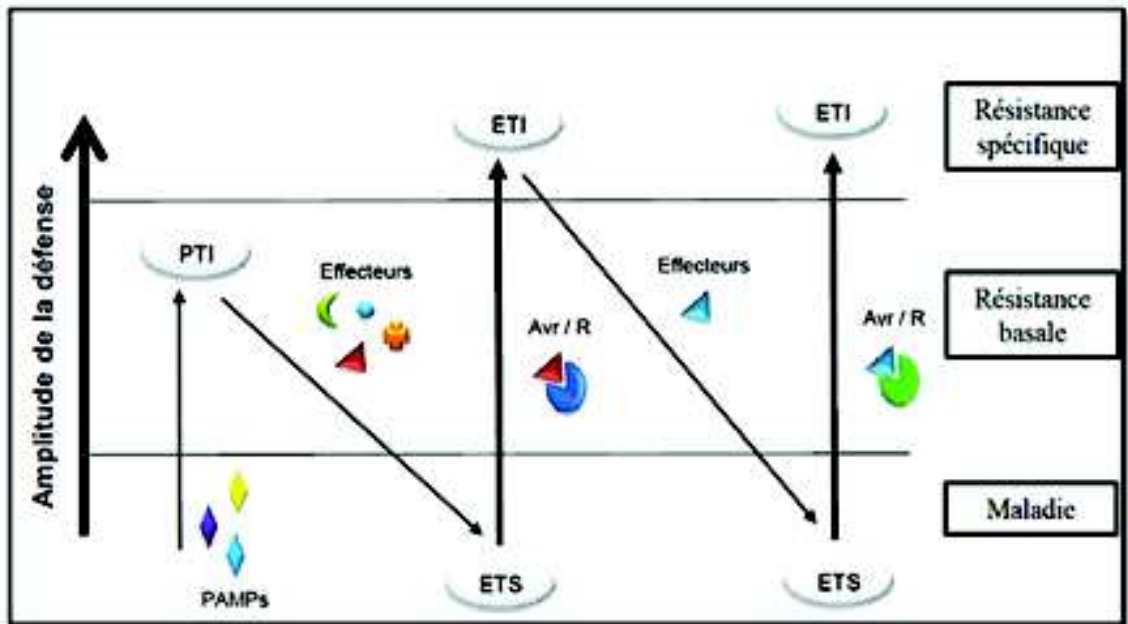 ETI
ETI
Résistance
spécifique
PTI
Effecteurs
Effecteurs
Avr / R
Avr / R
Résistance
basale
Amplitude de la défense
PAMPs
ETS
ETS
Maladie